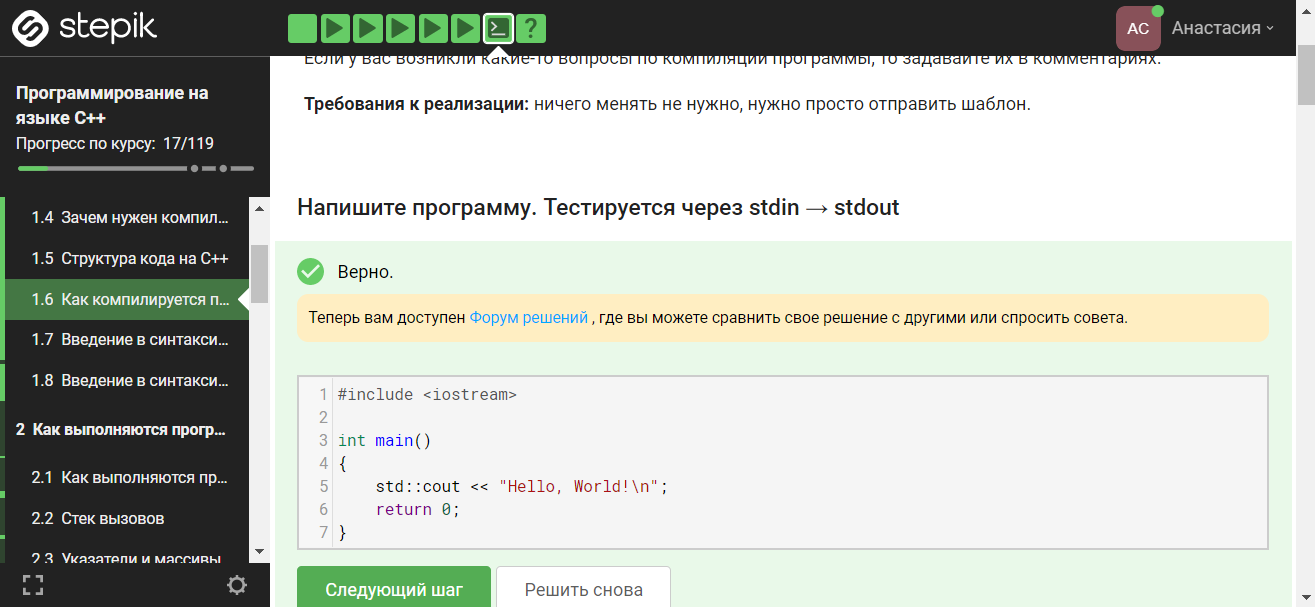 stepik
?
АС
Анастасия
Программирование на
языке C++
Прогресс по курсу: 17/119
1.4 Зачем нужен компил...
1.5 Структура кода на C++
1.6 Как компилируется п...
1.7 Введение в синтакси...
1.8 Введение в синтакси...
2 Как выполняются прогр...
2.1 Как выполняются пр...
2.2 Стек вызовов
2.3 Указатели и массивы
Если у вас возникли какие-то вопросы по компиляции программы, то задавайте их в комментариях.
Требования к реализации: ничего менять не нужно, нужно просто отправить шаблон.
Напишите программу. Тестируется через stdin → stdout
Верно.
Теперь вам доступен Форум решений , где вы можете сравнить свое решение с другими или спросить совета.
1 #include <iostream>
2
3 int main()
4 {
5     std::cout << "Hello, World!\n";
6     return 0;
7 }
Следующий шаг
Решить снова